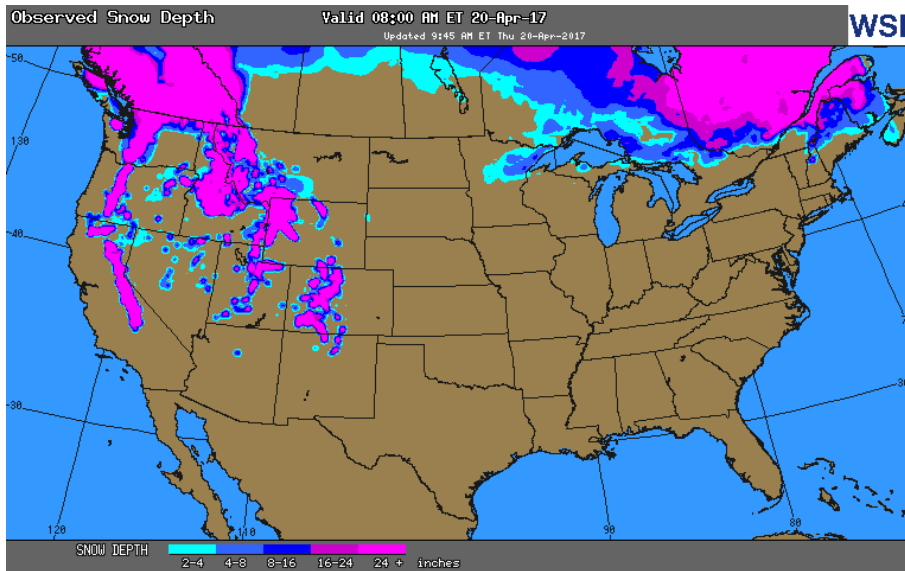 Observed Snow Depth
Valid 08:00 AM ET 20-Apr-17
Updated 9:45 AM ET Thu 20-Apr-2017
WSI
50
130
40
30
120
110
90
80
SNOW DEPTH
2-4 4-8 8-16 16-24 24 + inches